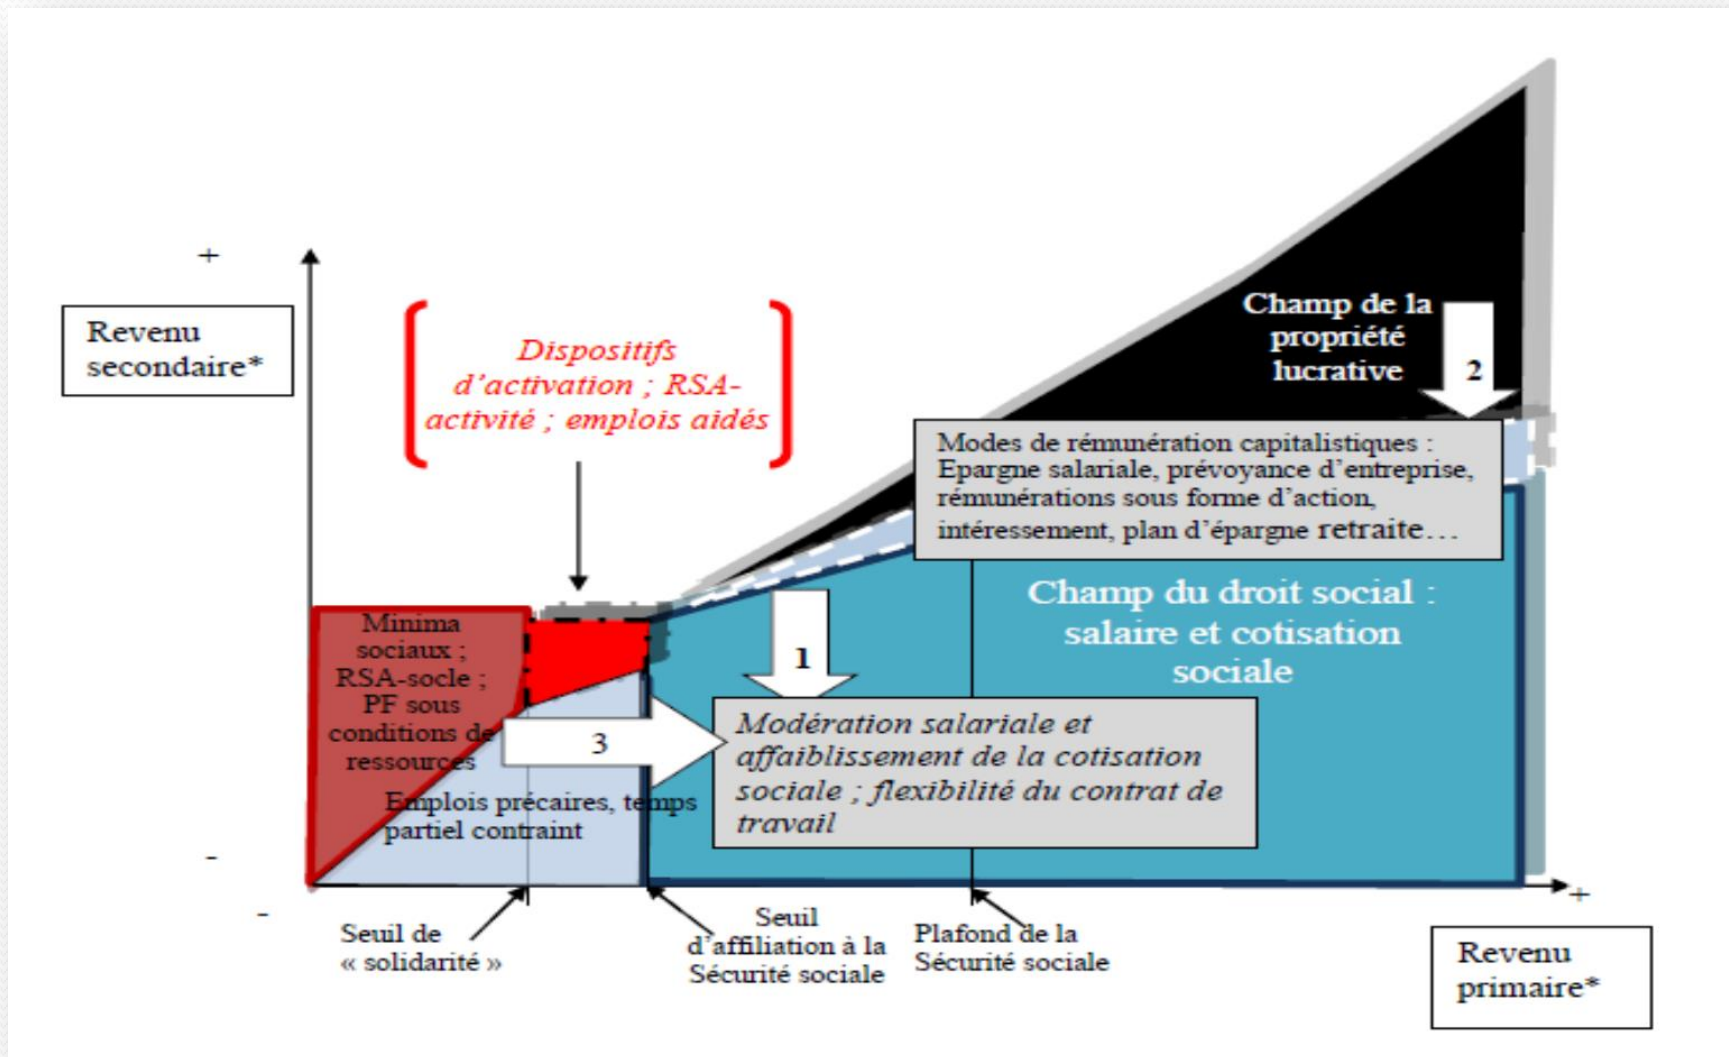 +
Revenu
secondaire*
Dispositifs
d’activation ; RSA-
activité ; emplois aidés
Champ de la
propriété
lucrative
2
Modes de rémunération capitalistiques :
Epargne salariale, prévoyance d’entreprise,
rémunérations sous forme d’action,
intéressement, plan d’épargne retraite…
Champ du droit social :
salaire et cotisation
sociale
Minima
sociaux ;
RSA-socle ;
PF sous
conditions de
ressources
1
3
Modération salariale et
affaiblissement de la cotisation
sociale ; flexibilité du contrat de
travail
Emplois précaires, temps
partiel contraint
-
-
+
Seuil de
« solidarité »
Seuil
d’affiliation à la
Sécurité sociale
Plafond de la
Sécurité sociale
Revenu
primaire*